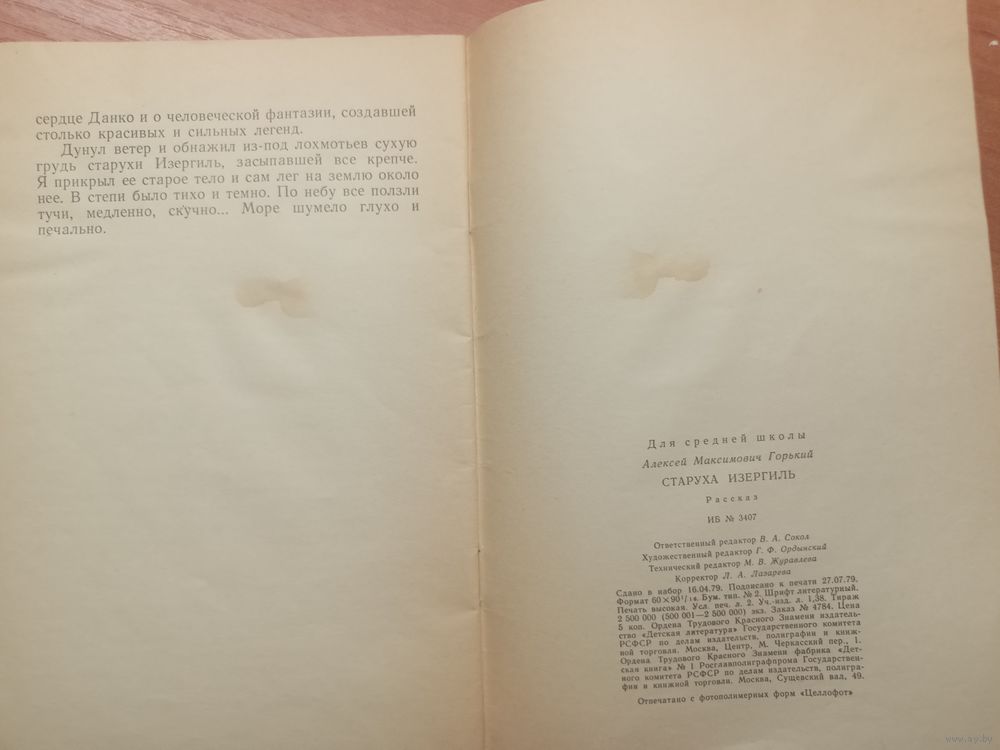 сердце Данко и о человеческой фантазии, создавшей
столько красивых и сильных легенд.
Дунул ветер и обнажил из-под лохмотьев сухую
грудь старухи Изергиль, засыпавшей все крепче.
Я прикрыл ее старое тело и сам лег на землю около
нее. В степи было тихо и темно. По небу все ползли
тучи, медленно, скучно... Море шумело глухо и
печально.
Для средней школы
Алексей Максимович Горький
СТАРУХА ИЗЕРГИЛЬ
Рассказ
ИБ № 3407
Ответственный редактор В. А. Сокол
Художественный редактор Г. Ф. Ордынский
Технический редактор М. В. Журавлева
Корректор Л. А. Лазарева
Сдано в набор 16.04.79. Подписано к печати 27.07.79.
Формат 60×90 1/16. Бум. тип. № 2. Шрифт литературный.
Печать высокая. Усл. печ. л. 2. Уч.-изд. л. 1,38. Тираж
2 500 000 (500 001—2 500 000) экз. Заказ № 4784. Цена
5 коп. Ордена Трудового Красного Знамени издатель-
ство «Детская литература» Государственного комитета
РСФСР по делам издательств, полиграфии и книж-
ной торговли. Москва, Центр, М. Черкасский пер., 1.
Ордена Трудового Красного Знамени фабрика «Дет-
ская книга» № 1 Росглавполиграфпрома Государствен-
ного комитета РСФСР по делам издательств, полигра-
фии и книжной торговли. Москва, Сущевский вал, 49.
Отпечатано с фотополимерных форм «Целлофот»
www.ay.by